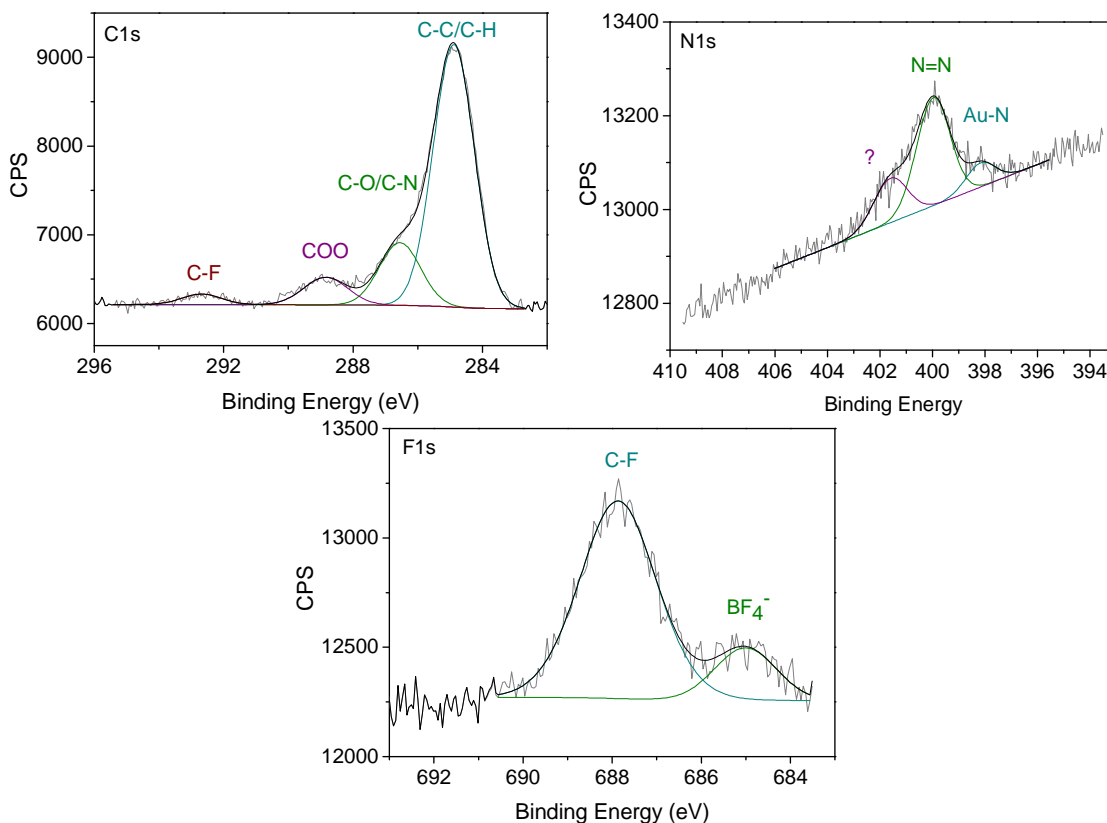 C1s
C-C/C-H
C-O/C-N
COO
C-F
9000
8000
7000
6000
CPS
296
292
288
284
Binding Energy (eV)
N1s
N=N
Au-N
?
13400
13200
13000
12800
CPS
410 408 406 404 402 400 398 396 394
Binding Energy
F1s
C-F
BF₄⁻
13500
13000
12500
12000
CPS
692
690
688
686
684
Binding Energy (eV)